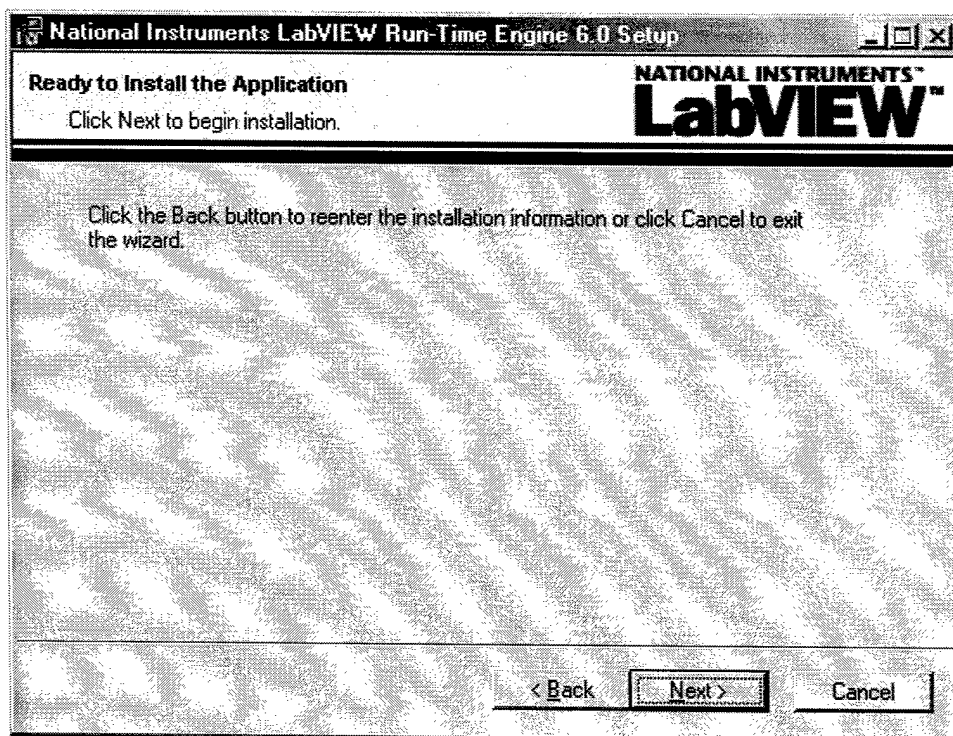 National Instruments LabVIEW Run-Time Engine 6.0 Setup
Ready to Install the Application
Click Next to begin installation.
NATIONAL INSTRUMENTS™
LabVIEW™
Click the Back button to reenter the installation information or click Cancel to exit
the wizard.
< Back
Next >
Cancel